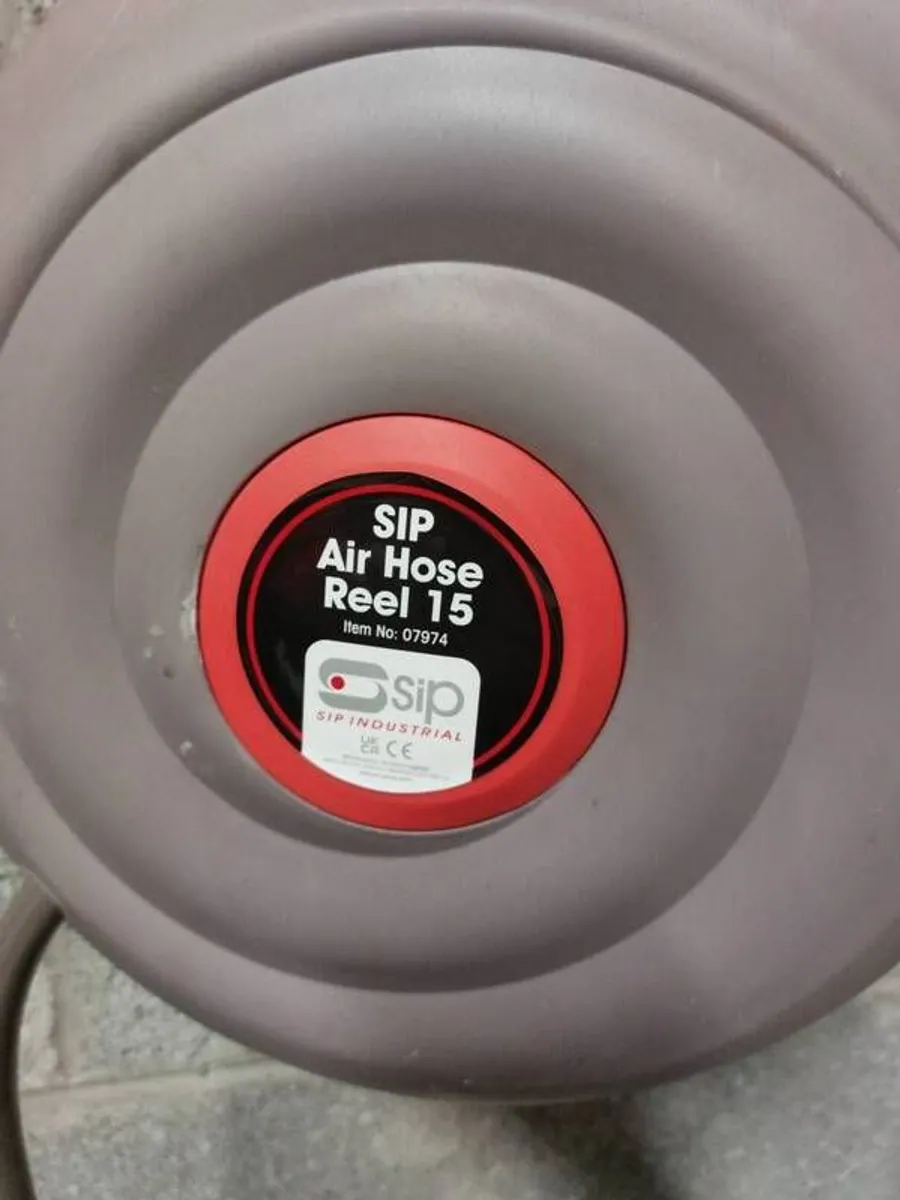 SIP
Air Hose
Reel 15
Item No: 07974
sip
SIP INDUSTRIAL
UK
CA CE